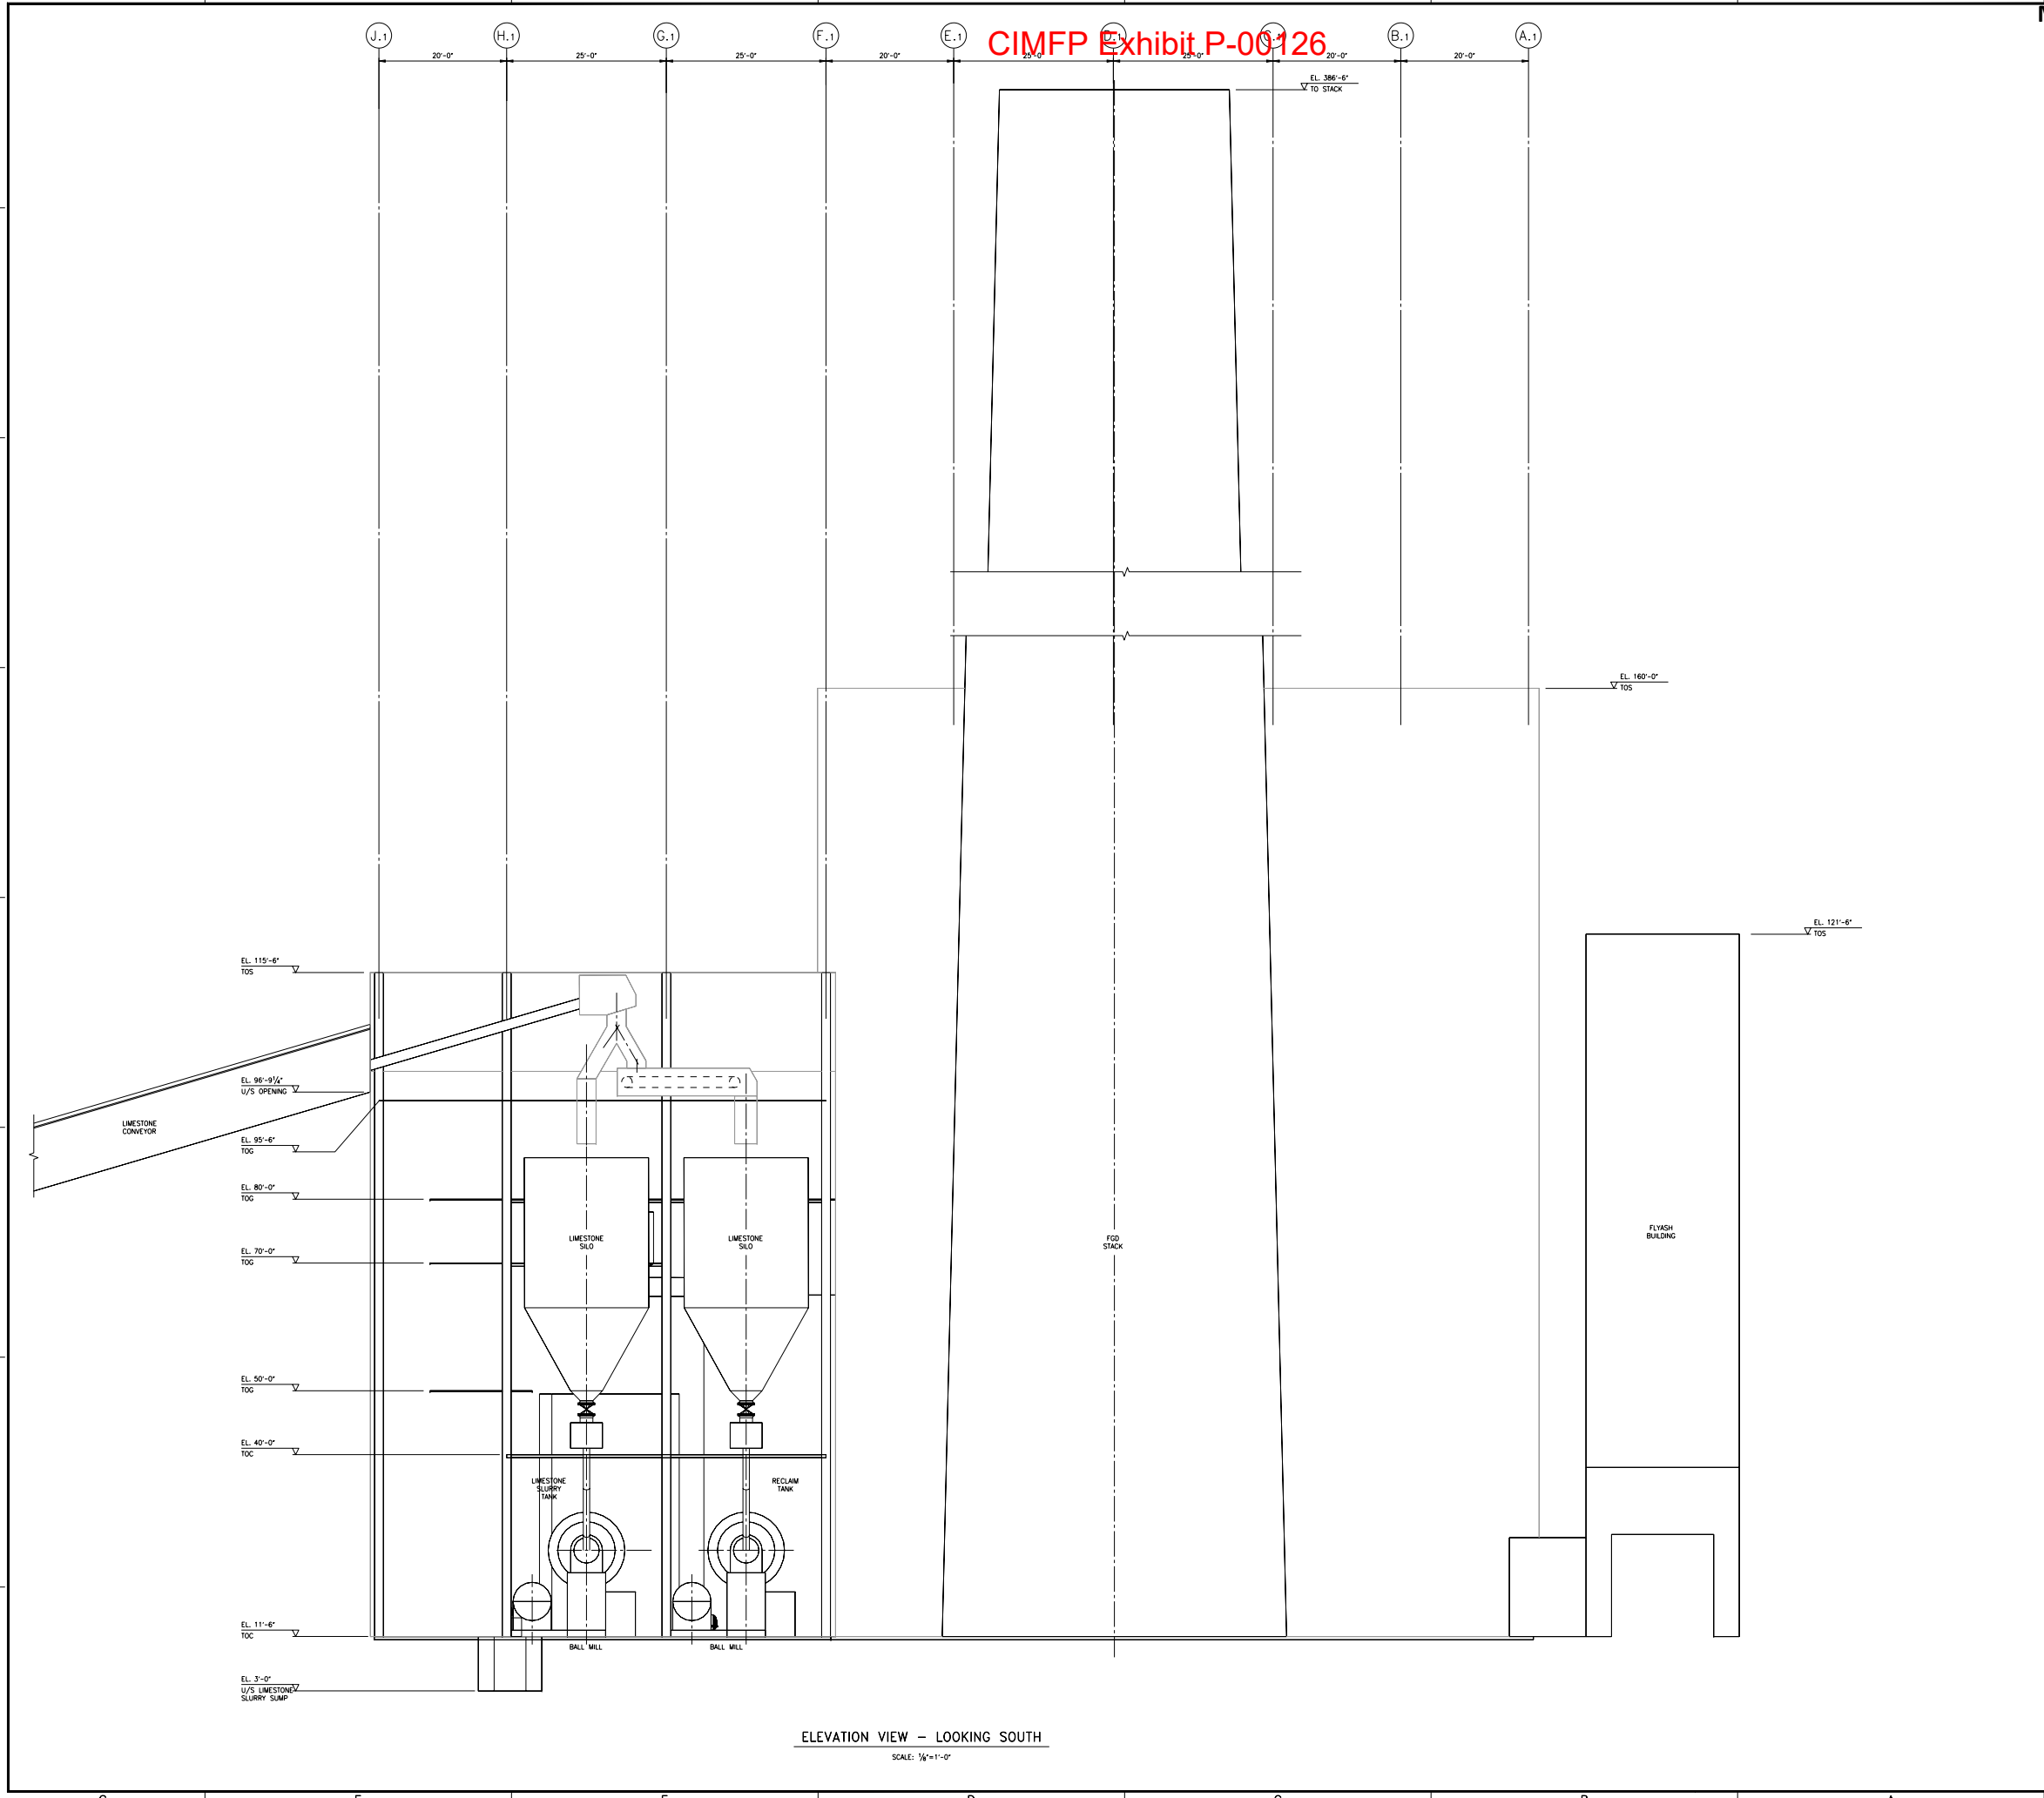 J.1 H.1 G.1 F.1 E.1 D.1 C.1 B.1 A.1
CIMFP Exhibit P-00126
20'-0" 25'-0" 25'-0" 20'-0" 25'-0" 25'-0" 20'-0" 20'-0"
EL. 386'-6"
TO STACK
EL. 160'-0"
TOS
EL. 121'-6"
TOS
EL. 115'-6"
TOS
EL. 96'-9¼"
U/S OPENING
LIMESTONE
CONVEYOR
EL. 95'-6"
TOG
EL. 80'-0"
TOG
LIMESTONE
SILO
LIMESTONE
SILO
FGD
STACK
FLYASH
BUILDING
EL. 70'-0"
TOG
EL. 50'-0"
TOG
EL. 40'-0"
TOC
LIMESTONE
SLURRY
TANK
RECLAIM
TANK
EL. 11'-6"
TOC
BALL MILL
BALL MILL
EL. 3'-0"
U/S LIMESTONE
SLURRY SUMP
ELEVATION VIEW – LOOKING SOUTH
SCALE: ⅛"=1'-0"